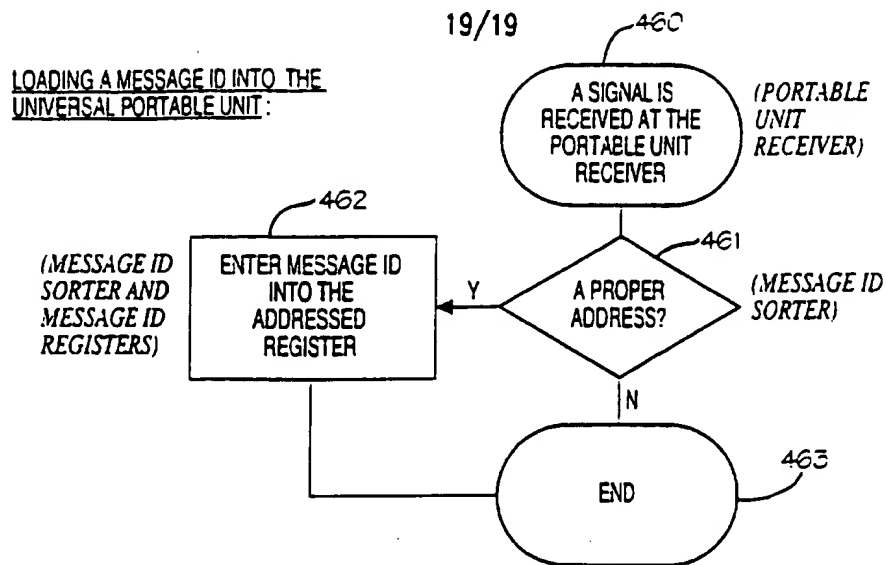 19/19
460
LOADING A MESSAGE ID INTO THE
UNIVERSAL PORTABLE UNIT:
A SIGNAL IS
RECEIVED AT THE
PORTABLE UNIT
RECEIVER
(PORTABLE
UNIT
RECEIVER)
462
461
(MESSAGE ID
SORTER AND
MESSAGE ID
REGISTERS)
ENTER MESSAGE ID
INTO THE
ADDRESSED
REGISTER
Y
A PROPER
ADDRESS?
(MESSAGE ID
SORTER)
N
463
END